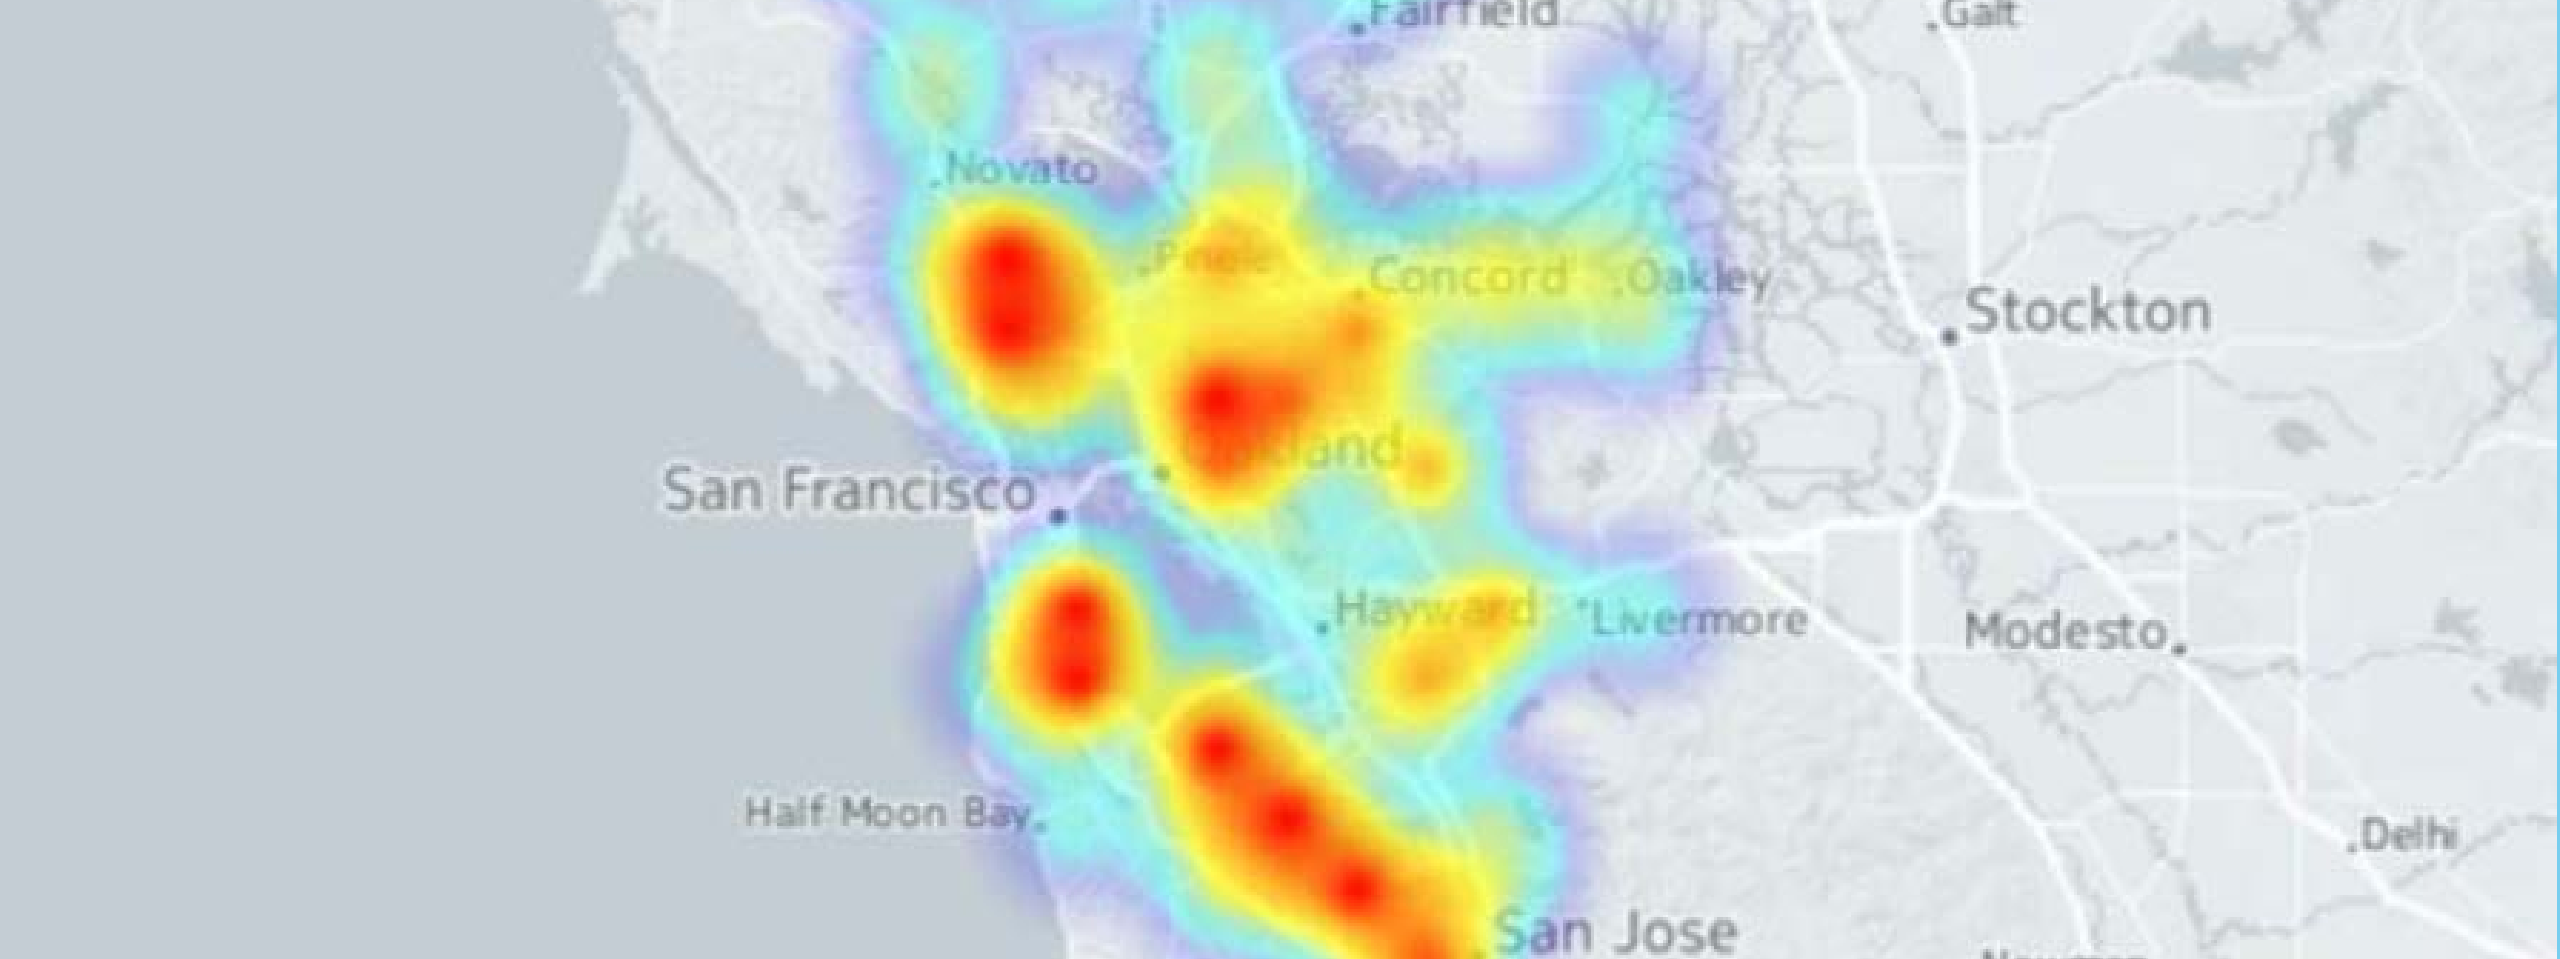 Fairfield
Galt
Novato
Pinole
Concord
Oakley
Stockton
Oakland
San Francisco
Hayward
Livermore
Modesto
Half Moon Bay
Delhi
San Jose